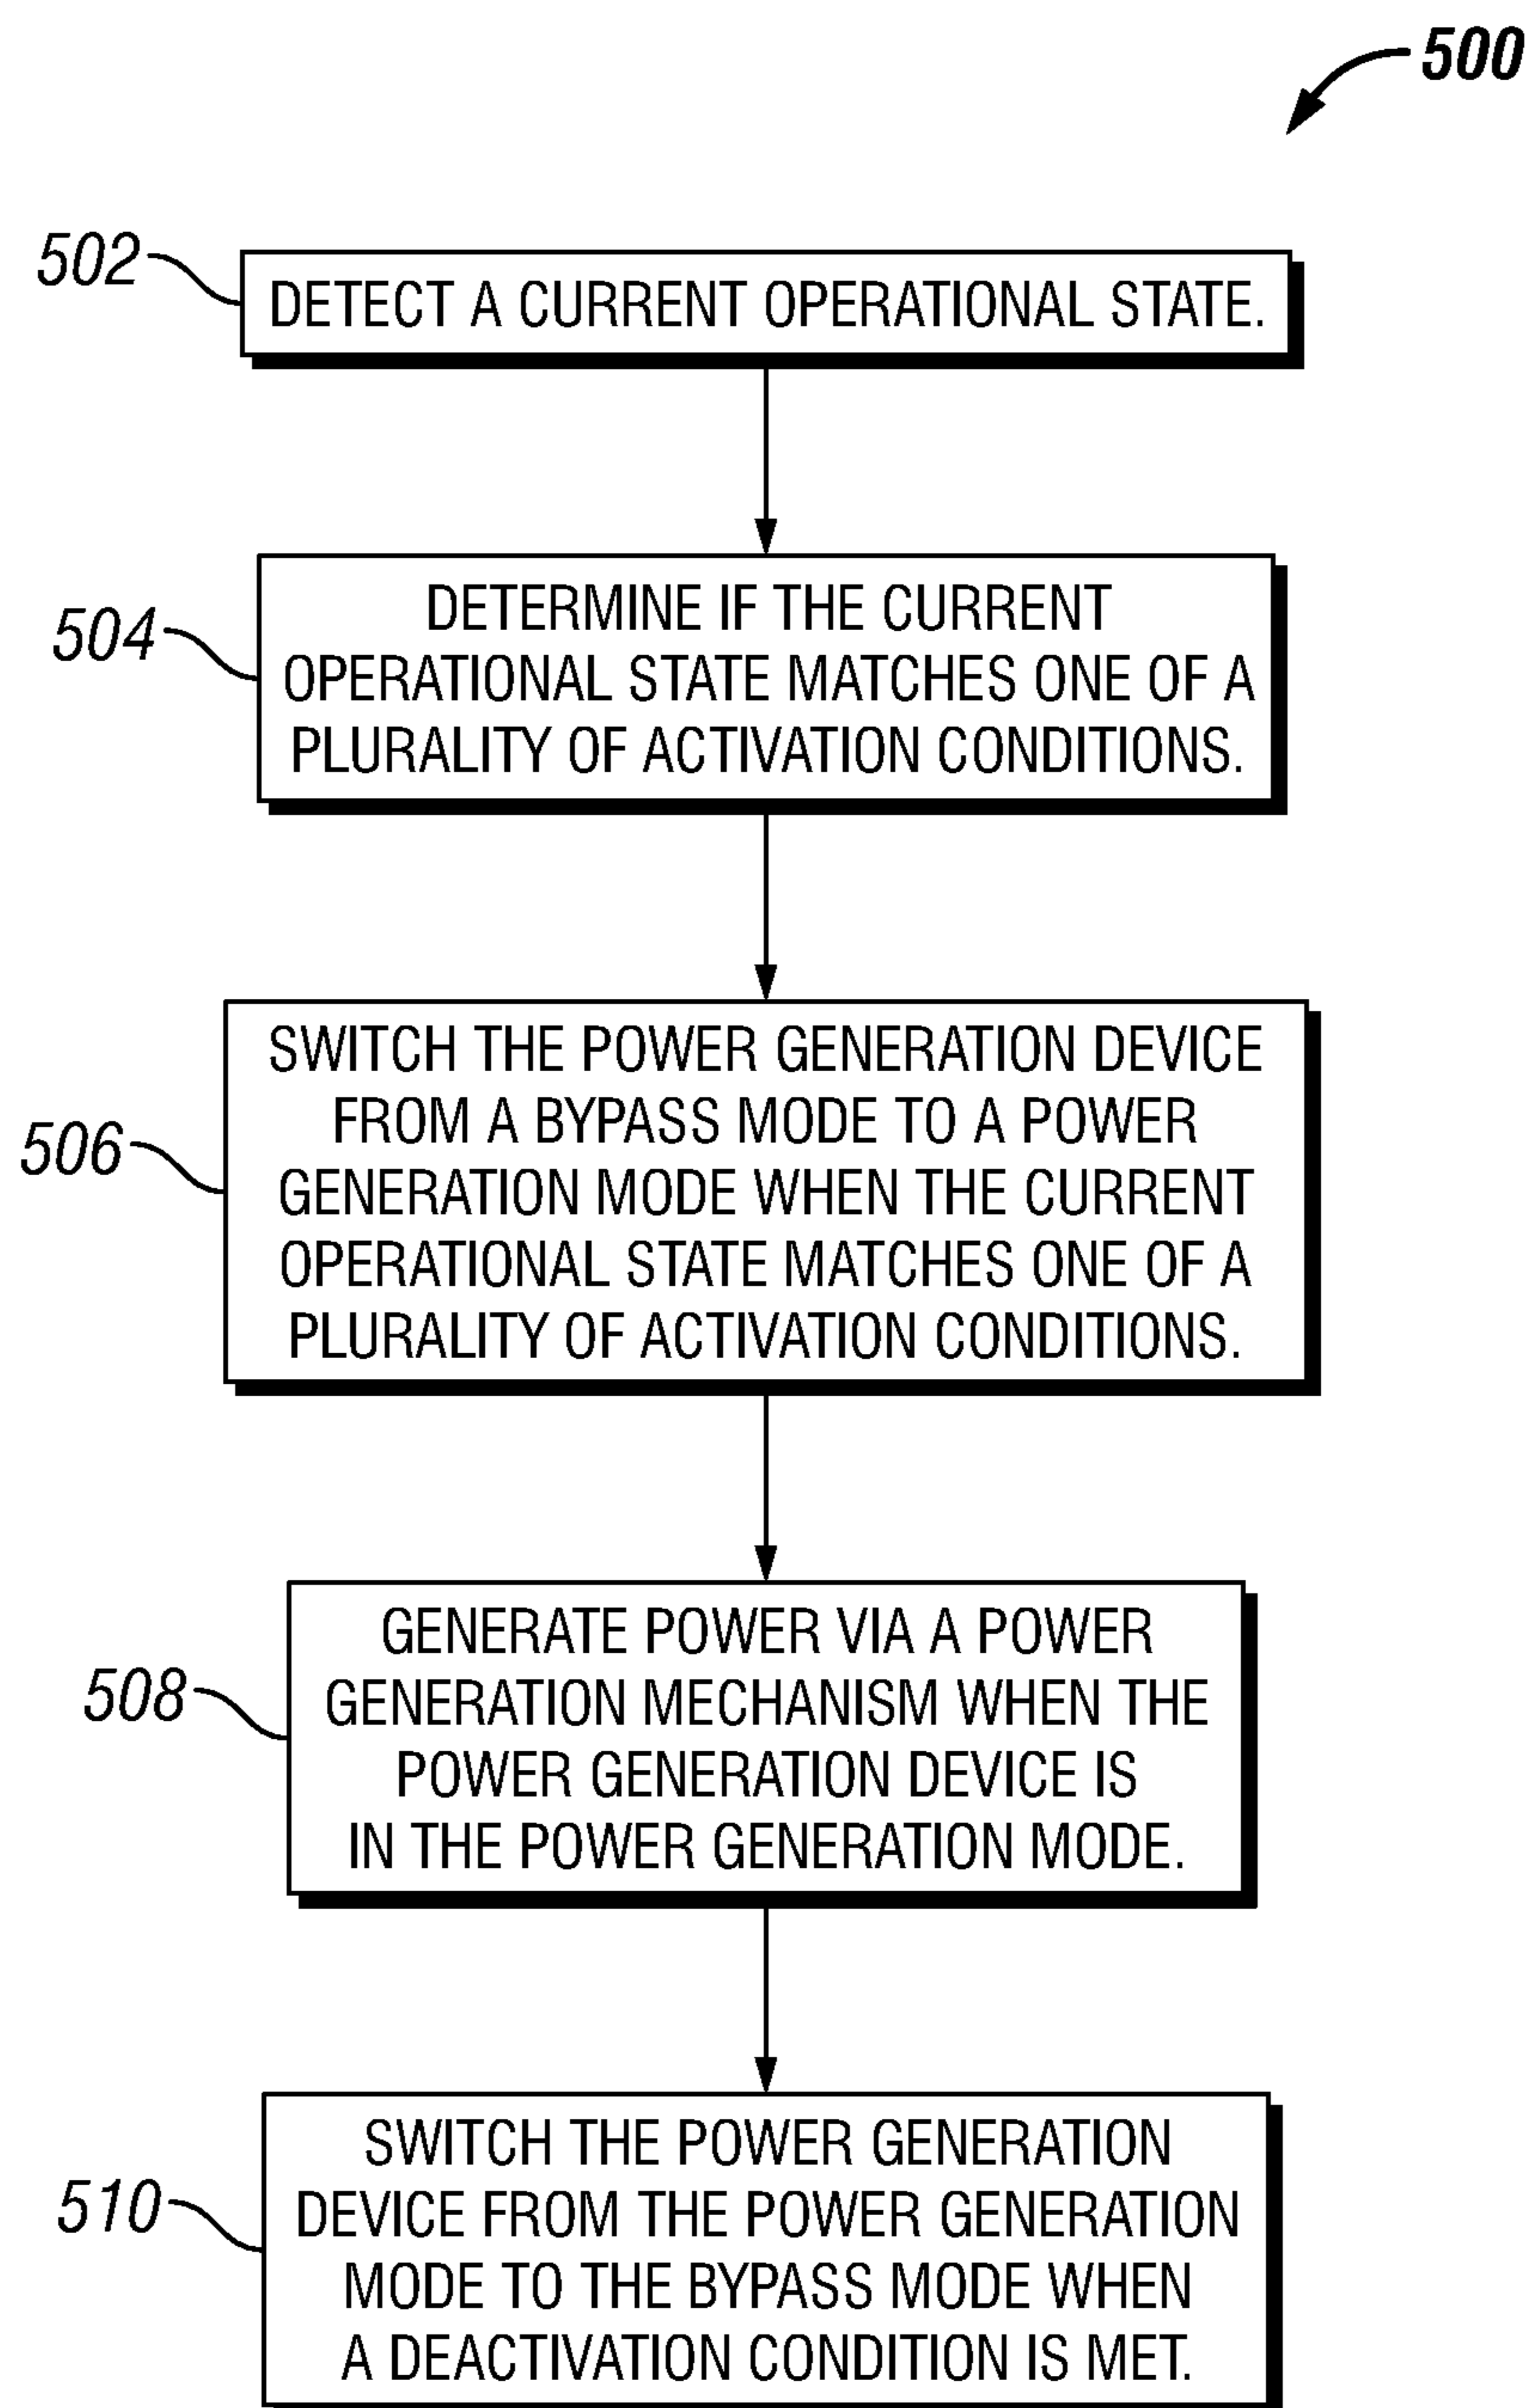 500
502
DETECT A CURRENT OPERATIONAL STATE.
504
DETERMINE IF THE CURRENT
OPERATIONAL STATE MATCHES ONE OF A
PLURALITY OF ACTIVATION CONDITIONS.
506
SWITCH THE POWER GENERATION DEVICE
FROM A BYPASS MODE TO A POWER
GENERATION MODE WHEN THE CURRENT
OPERATIONAL STATE MATCHES ONE OF A
PLURALITY OF ACTIVATION CONDITIONS.
508
GENERATE POWER VIA A POWER
GENERATION MECHANISM WHEN THE
POWER GENERATION DEVICE IS
IN THE POWER GENERATION MODE.
510
SWITCH THE POWER GENERATION
DEVICE FROM THE POWER GENERATION
MODE TO THE BYPASS MODE WHEN
A DEACTIVATION CONDITION IS MET.